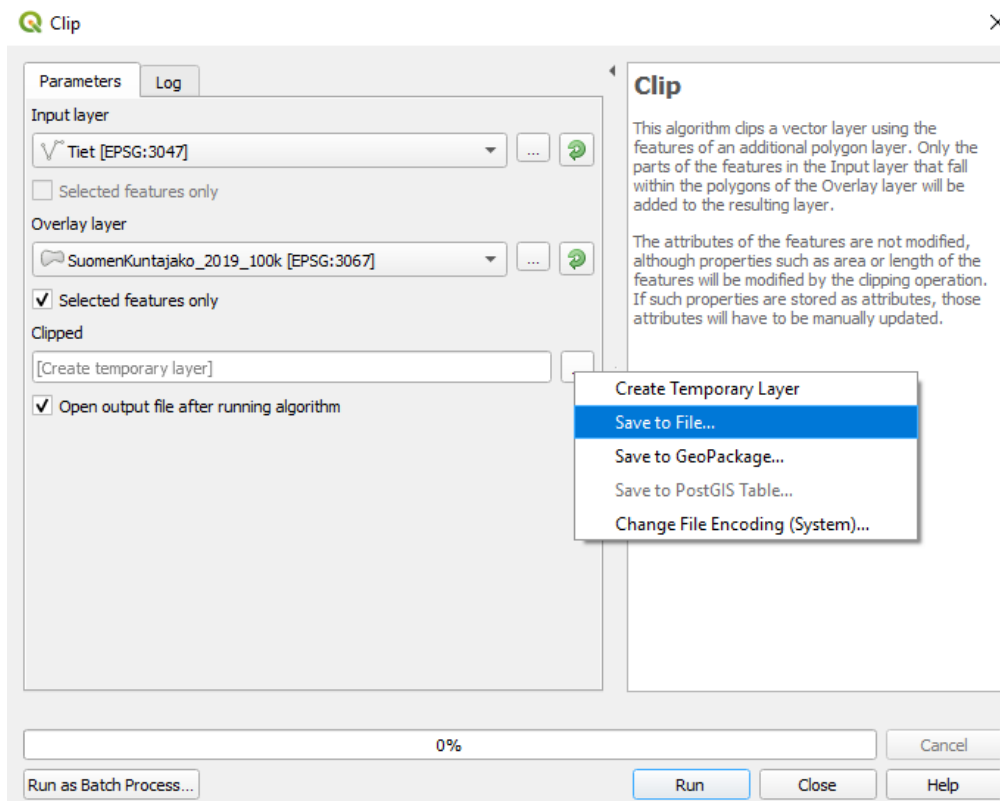 Clip
Parameters
Log
Input layer
Tiet [EPSG:3047]
...
Selected features only
Overlay layer
SuomenKuntajako_2019_100k [EPSG:3067]
...
Selected features only
Clipped
[Create temporary layer]
Open output file after running algorithm
Clip
This algorithm clips a vector layer using the
features of an additional polygon layer. Only the
parts of the features in the Input layer that fall
within the polygons of the Overlay layer will be
added to the resulting layer.
The attributes of the features are not modified,
although properties such as area or length of the
features will be modified by the clipping operation.
If such properties are stored as attributes, those
attributes will have to be manually updated.
Create Temporary Layer
Save to File...
Save to GeoPackage...
Save to PostGIS Table...
Change File Encoding (System)...
0%
Cancel
Run as Batch Process...
Run
Close
Help